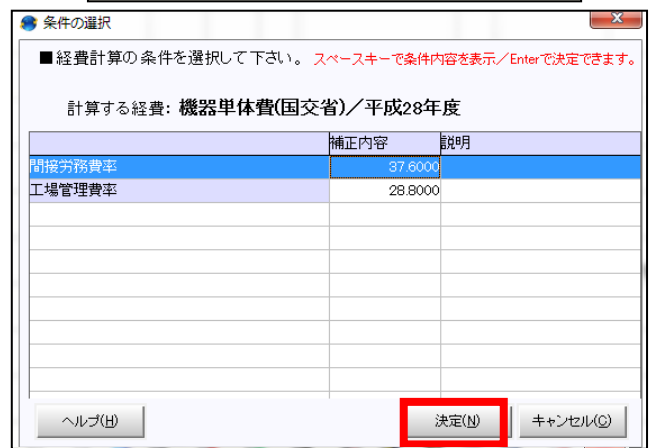 条件の選択
■経費計算の条件を選択して下さい。 スペースキーで条件内容を表示／Enterで決定できます。
計算する経費: 機器単体費(国交省)／平成28年度
補正内容 説明
間接労務費率 37.6000
工場管理費率 28.8000
ヘルプ(H) 決定(N) キャンセル(C)